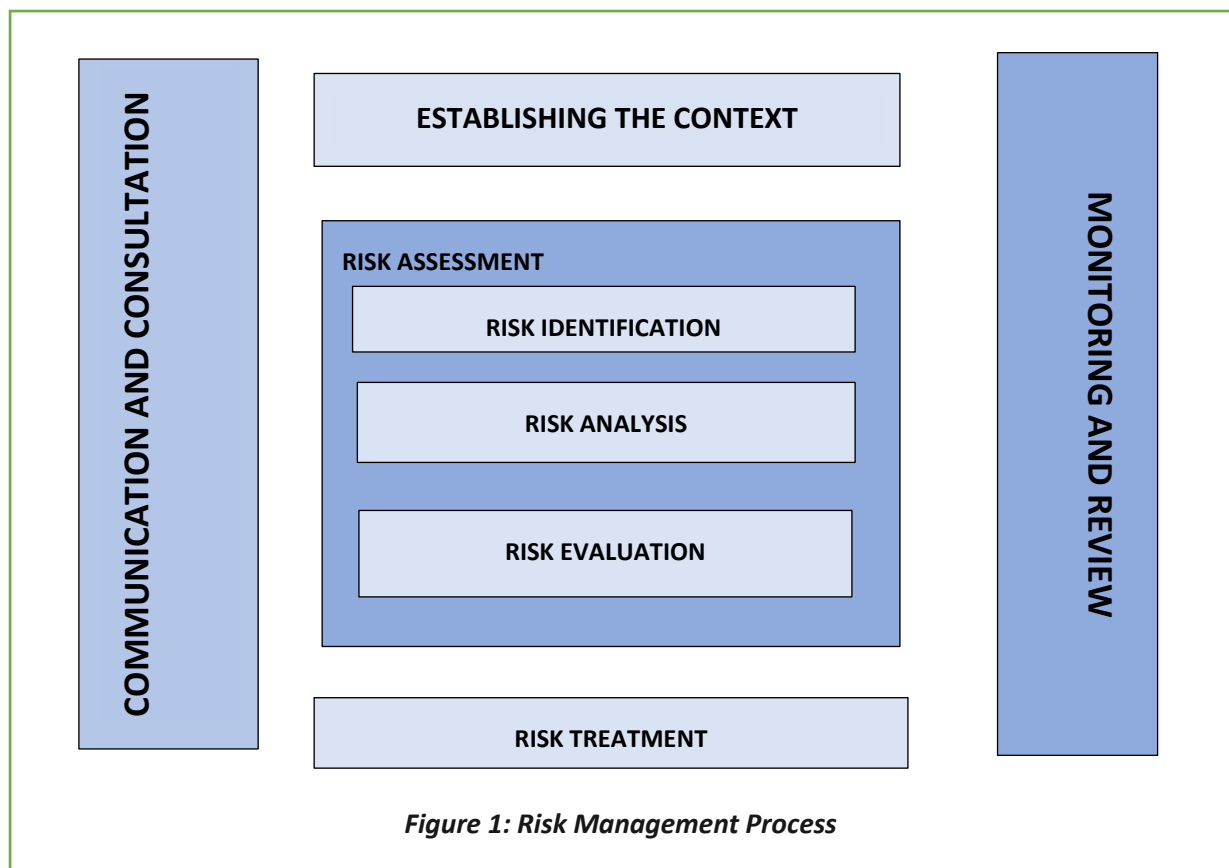 COMMUNICATION AND CONSULTATION
ESTABLISHING THE CONTEXT
RISK ASSESSMENT
RISK IDENTIFICATION
RISK ANALYSIS
RISK EVALUATION
RISK TREATMENT
MONITORING AND REVIEW
Figure 1: Risk Management Process